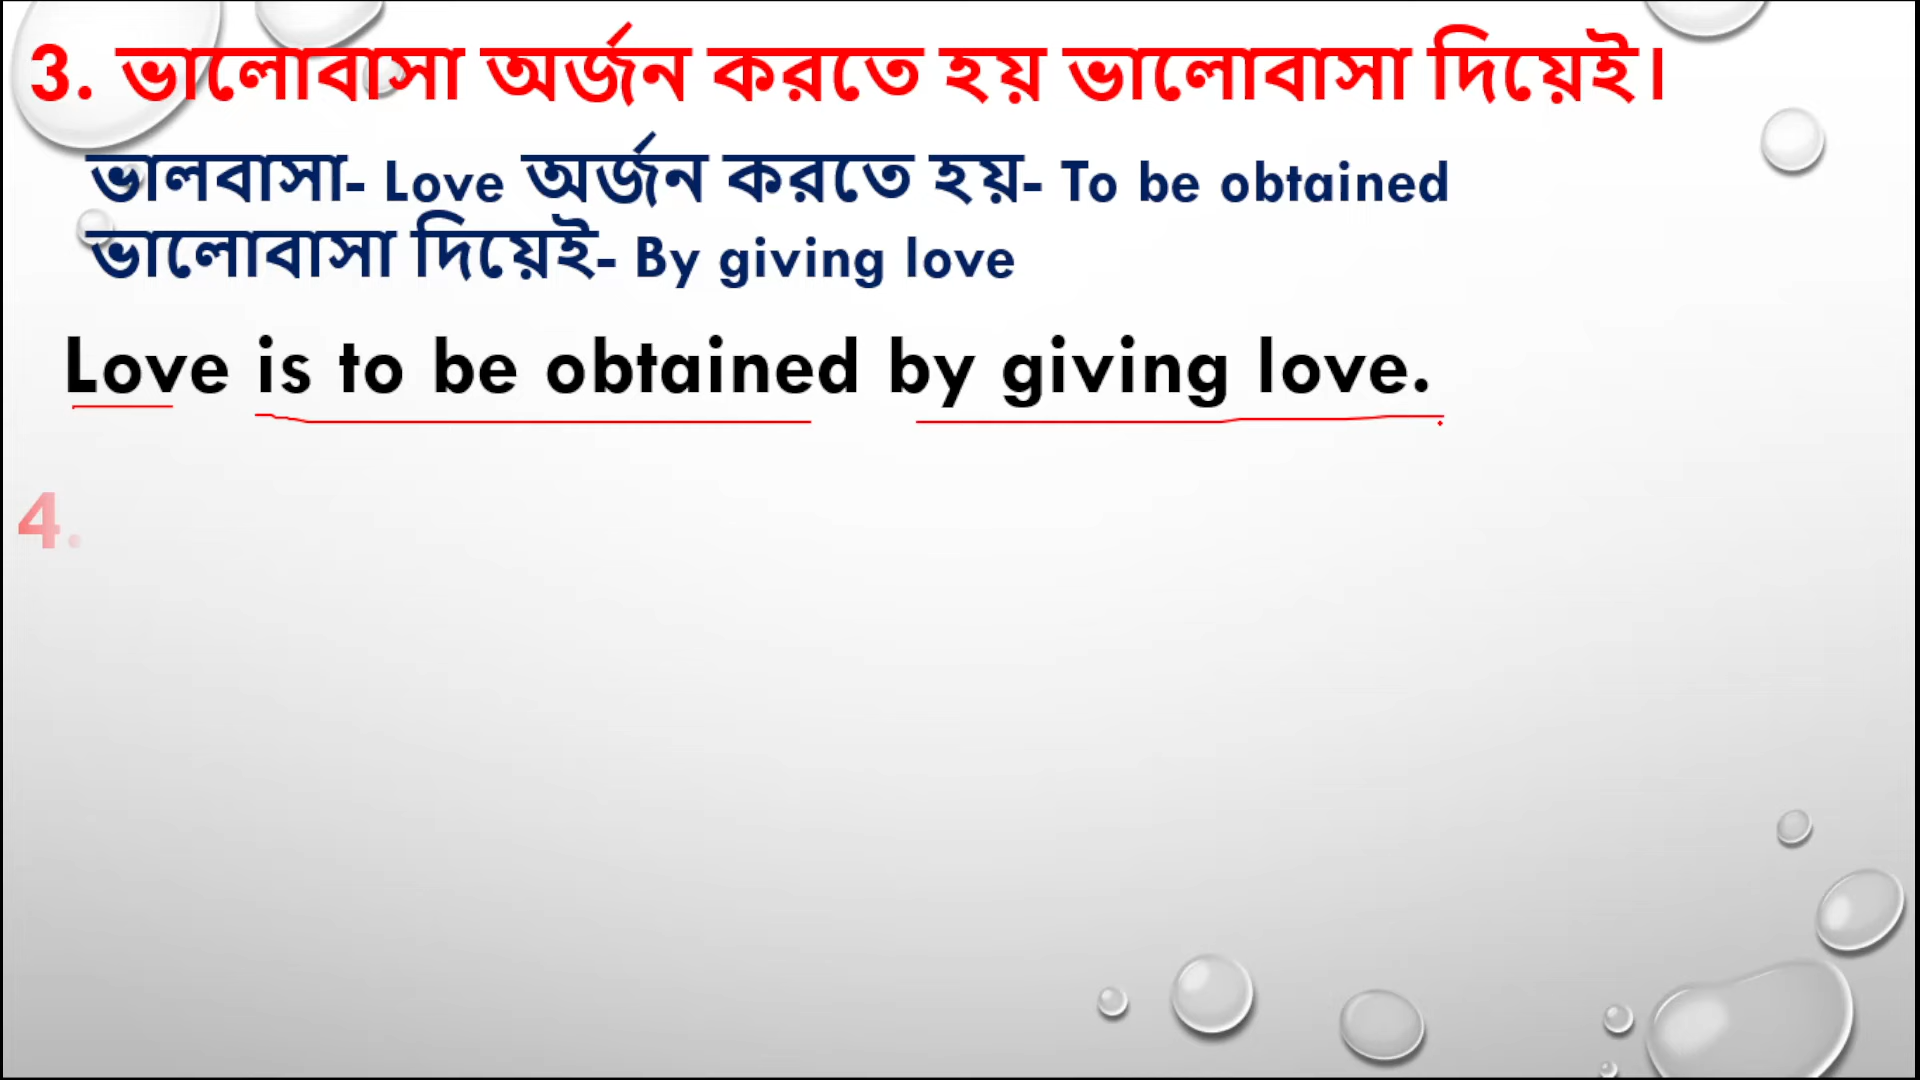 3. ভালোবাসা অর্জন করতে হয় ভালোবাসা দিয়েই।
ভালবাসা- Love অর্জন করতে হয়- To be obtained
ভালোবাসা দিয়েই- By giving love
Love is to be obtained by giving love.
4.